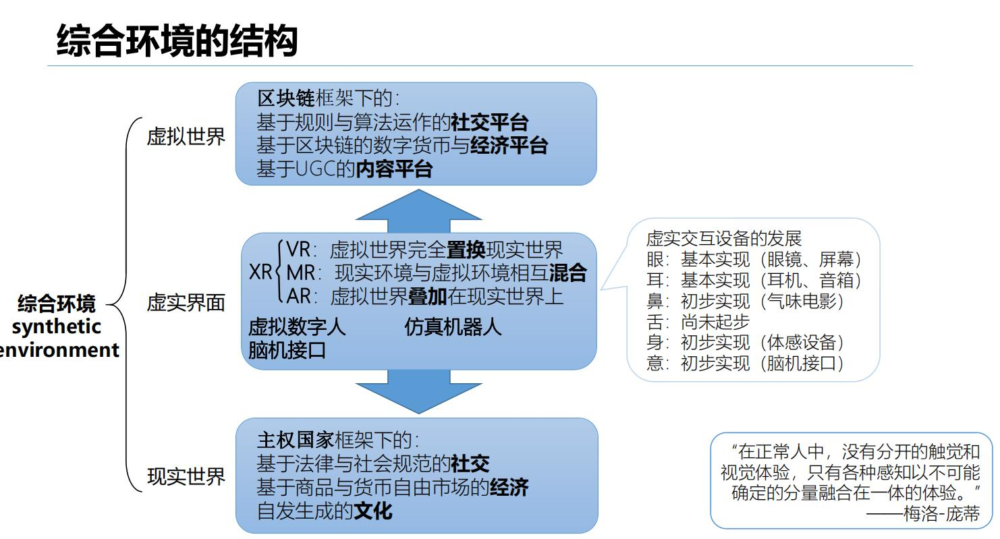 综合环境的结构
虚拟世界
区块链框架下的：
基于规则与算法运作的社交平台
基于区块链的数字货币与经济平台
基于UGC的内容平台
综合环境
synthetic
environment
虚实界面
XR
VR：虚拟世界完全置换现实世界
MR：现实环境与虚拟环境相互混合
AR：虚拟世界叠加在现实世界上
虚拟数字人 仿真机器人
脑机接口
虚实交互设备的发展
眼：基本实现（眼镜、屏幕）
耳：基本实现（耳机、音箱）
鼻：初步实现（气味电影）
舌：尚未起步
身：初步实现（体感设备）
意：初步实现（脑机接口）
现实世界
主权国家框架下的：
基于法律与社会规范的社交
基于商品与货币自由市场的经济
自发生成的文化
“在正常人中，没有分开的触觉和
视觉体验，只有各种感知以不可能
确定的分量融合在一体的体验。”
——梅洛-庞蒂